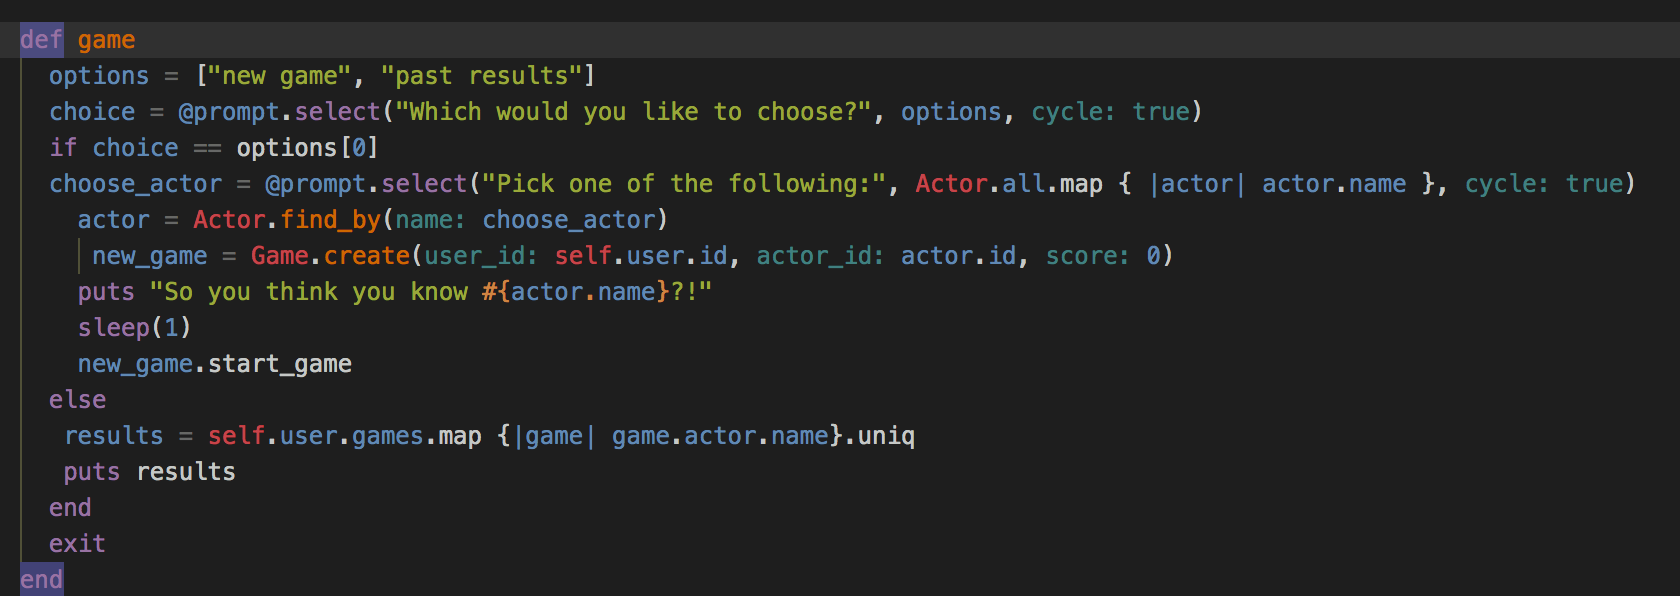 def game
  options = ["new game", "past results"]
  choice = @prompt.select("Which would you like to choose?", options, cycle: true)
  if choice == options[0]
  choose_actor = @prompt.select("Pick one of the following:", Actor.all.map { |actor| actor.name }, cycle: true)
    actor = Actor.find_by(name: choose_actor)
     new_game = Game.create(user_id: self.user.id, actor_id: actor.id, score: 0)
    puts "So you think you know #{actor.name}?!"
    sleep(1)
    new_game.start_game
  else
   results = self.user.games.map {|game| game.actor.name}.uniq
   puts results
  end
  exit
end